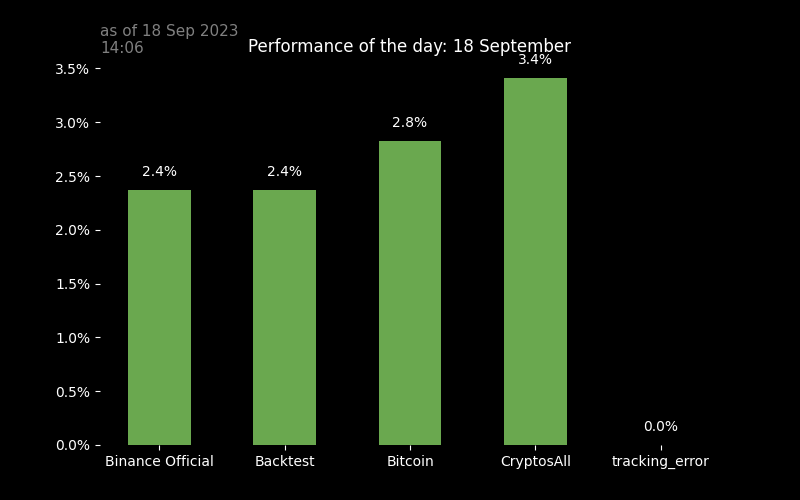 as of 18 Sep 2023
14:06
Performance of the day: 18 September
3.5%
3.0%
2.5%
2.0%
1.5%
1.0%
0.5%
0.0%
2.4%
2.4%
2.8%
3.4%
0.0%
Binance Official
Backtest
Bitcoin
CryptosAll
tracking_error